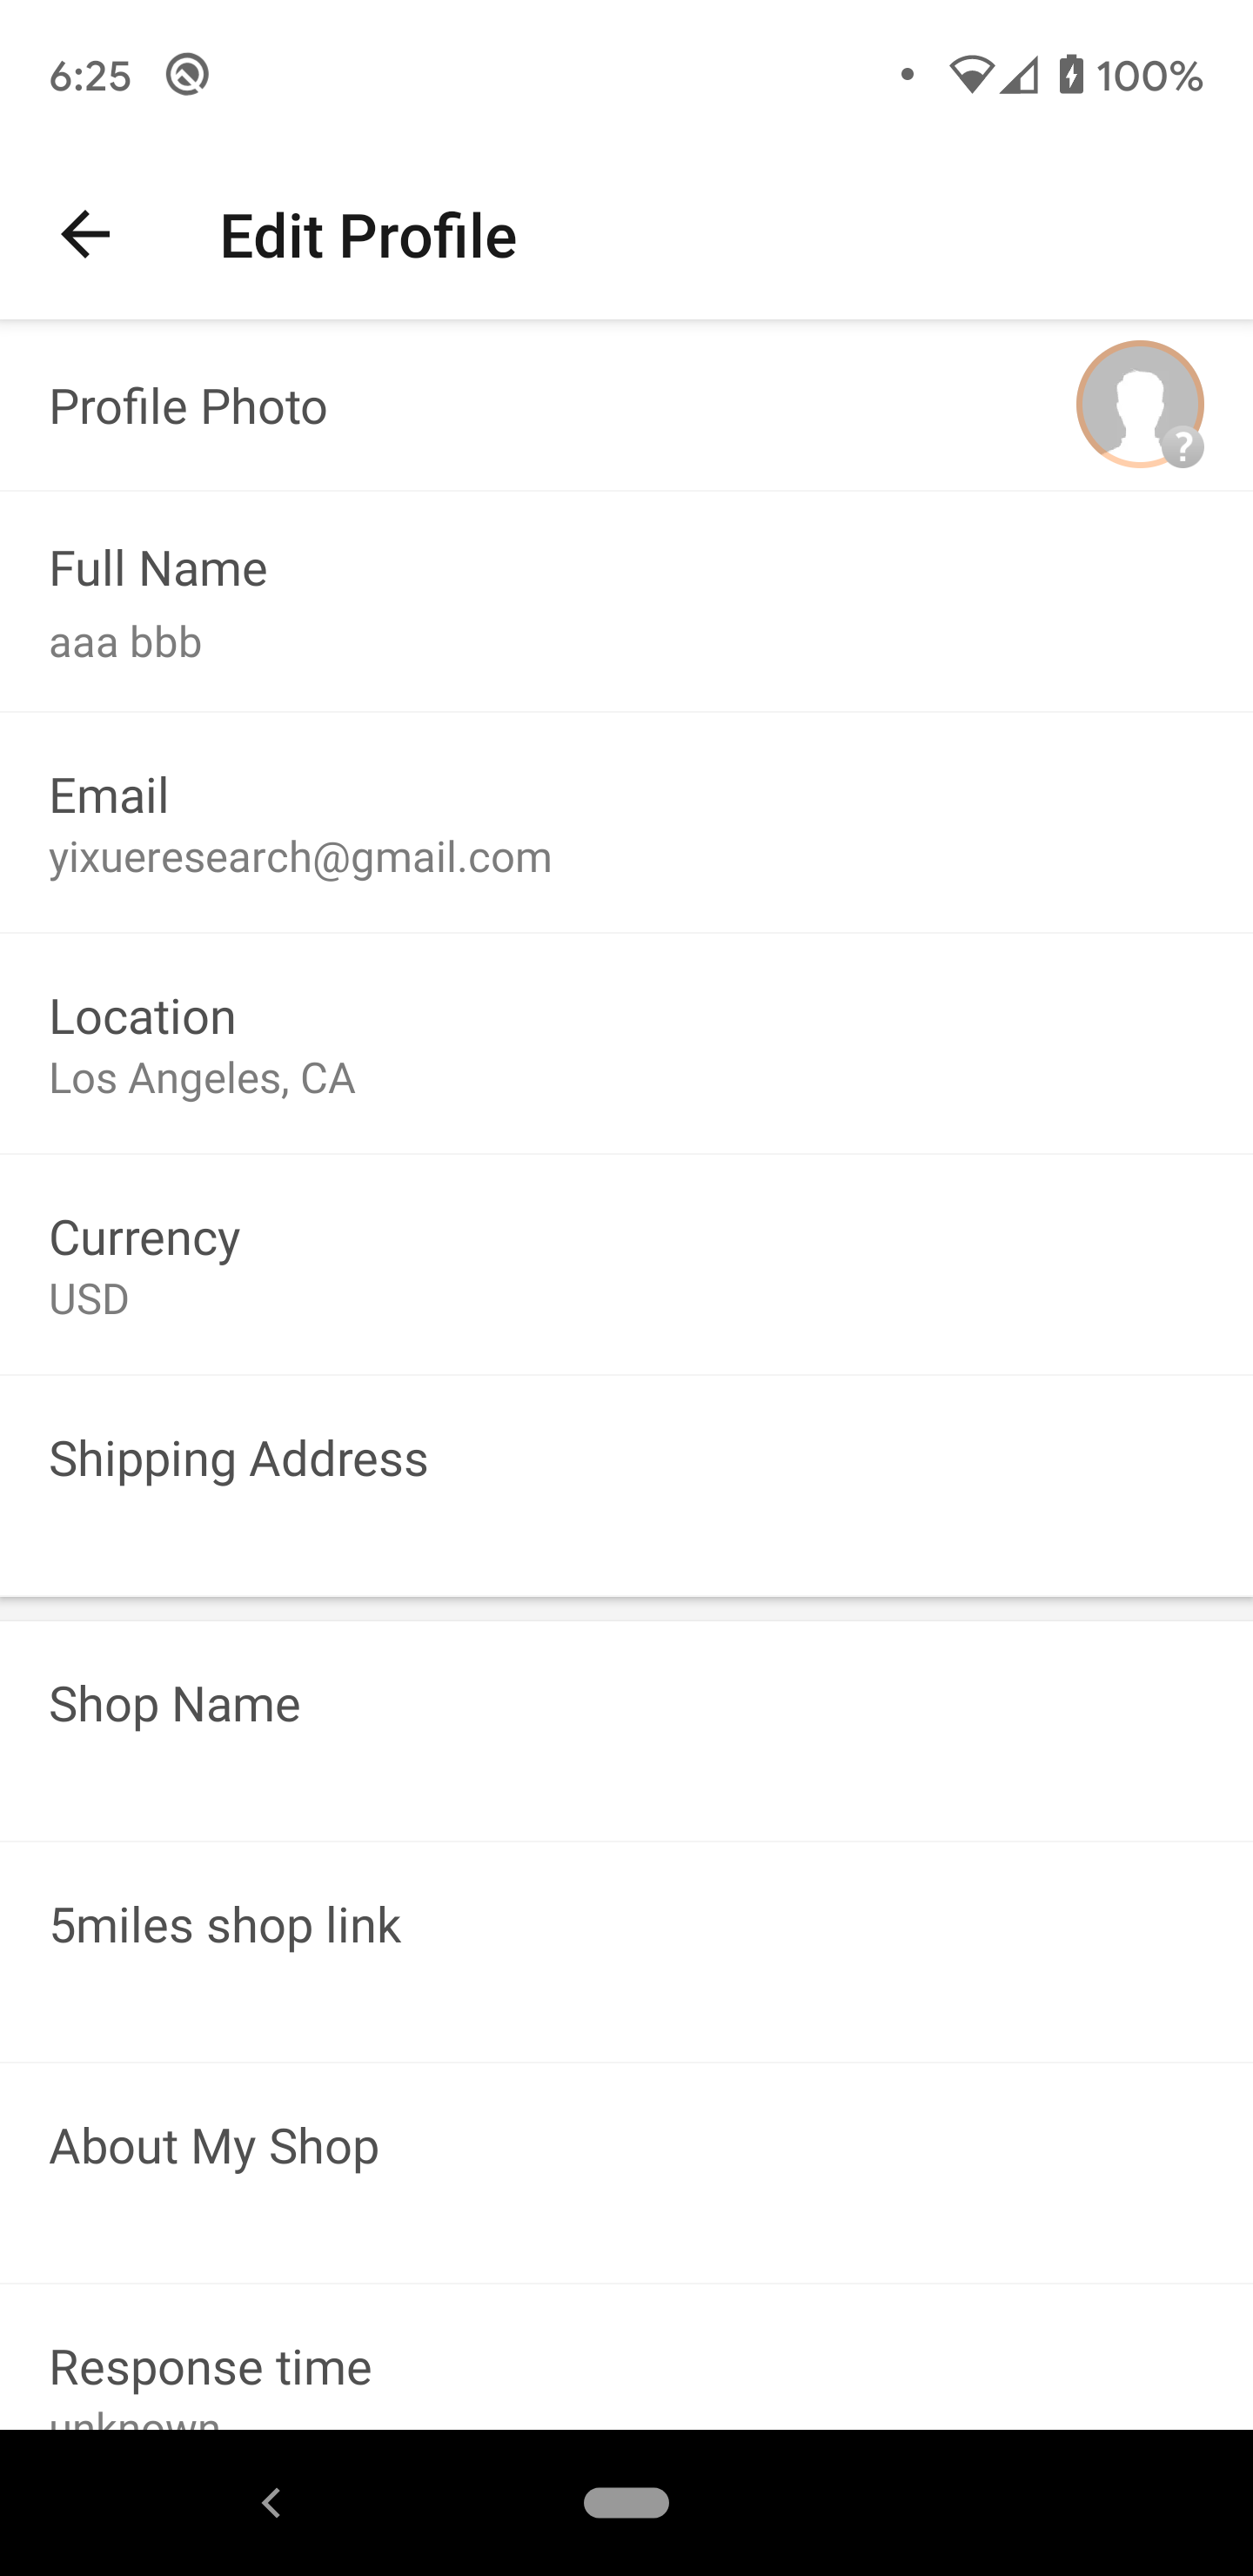 6:25
100%
Edit Profile
Profile Photo
?
Full Name
aaa bbb
Email
yixueresearch@gmail.com
Location
Los Angeles, CA
Currency
USD
Shipping Address
Shop Name
5miles shop link
About My Shop
Response time
unknown